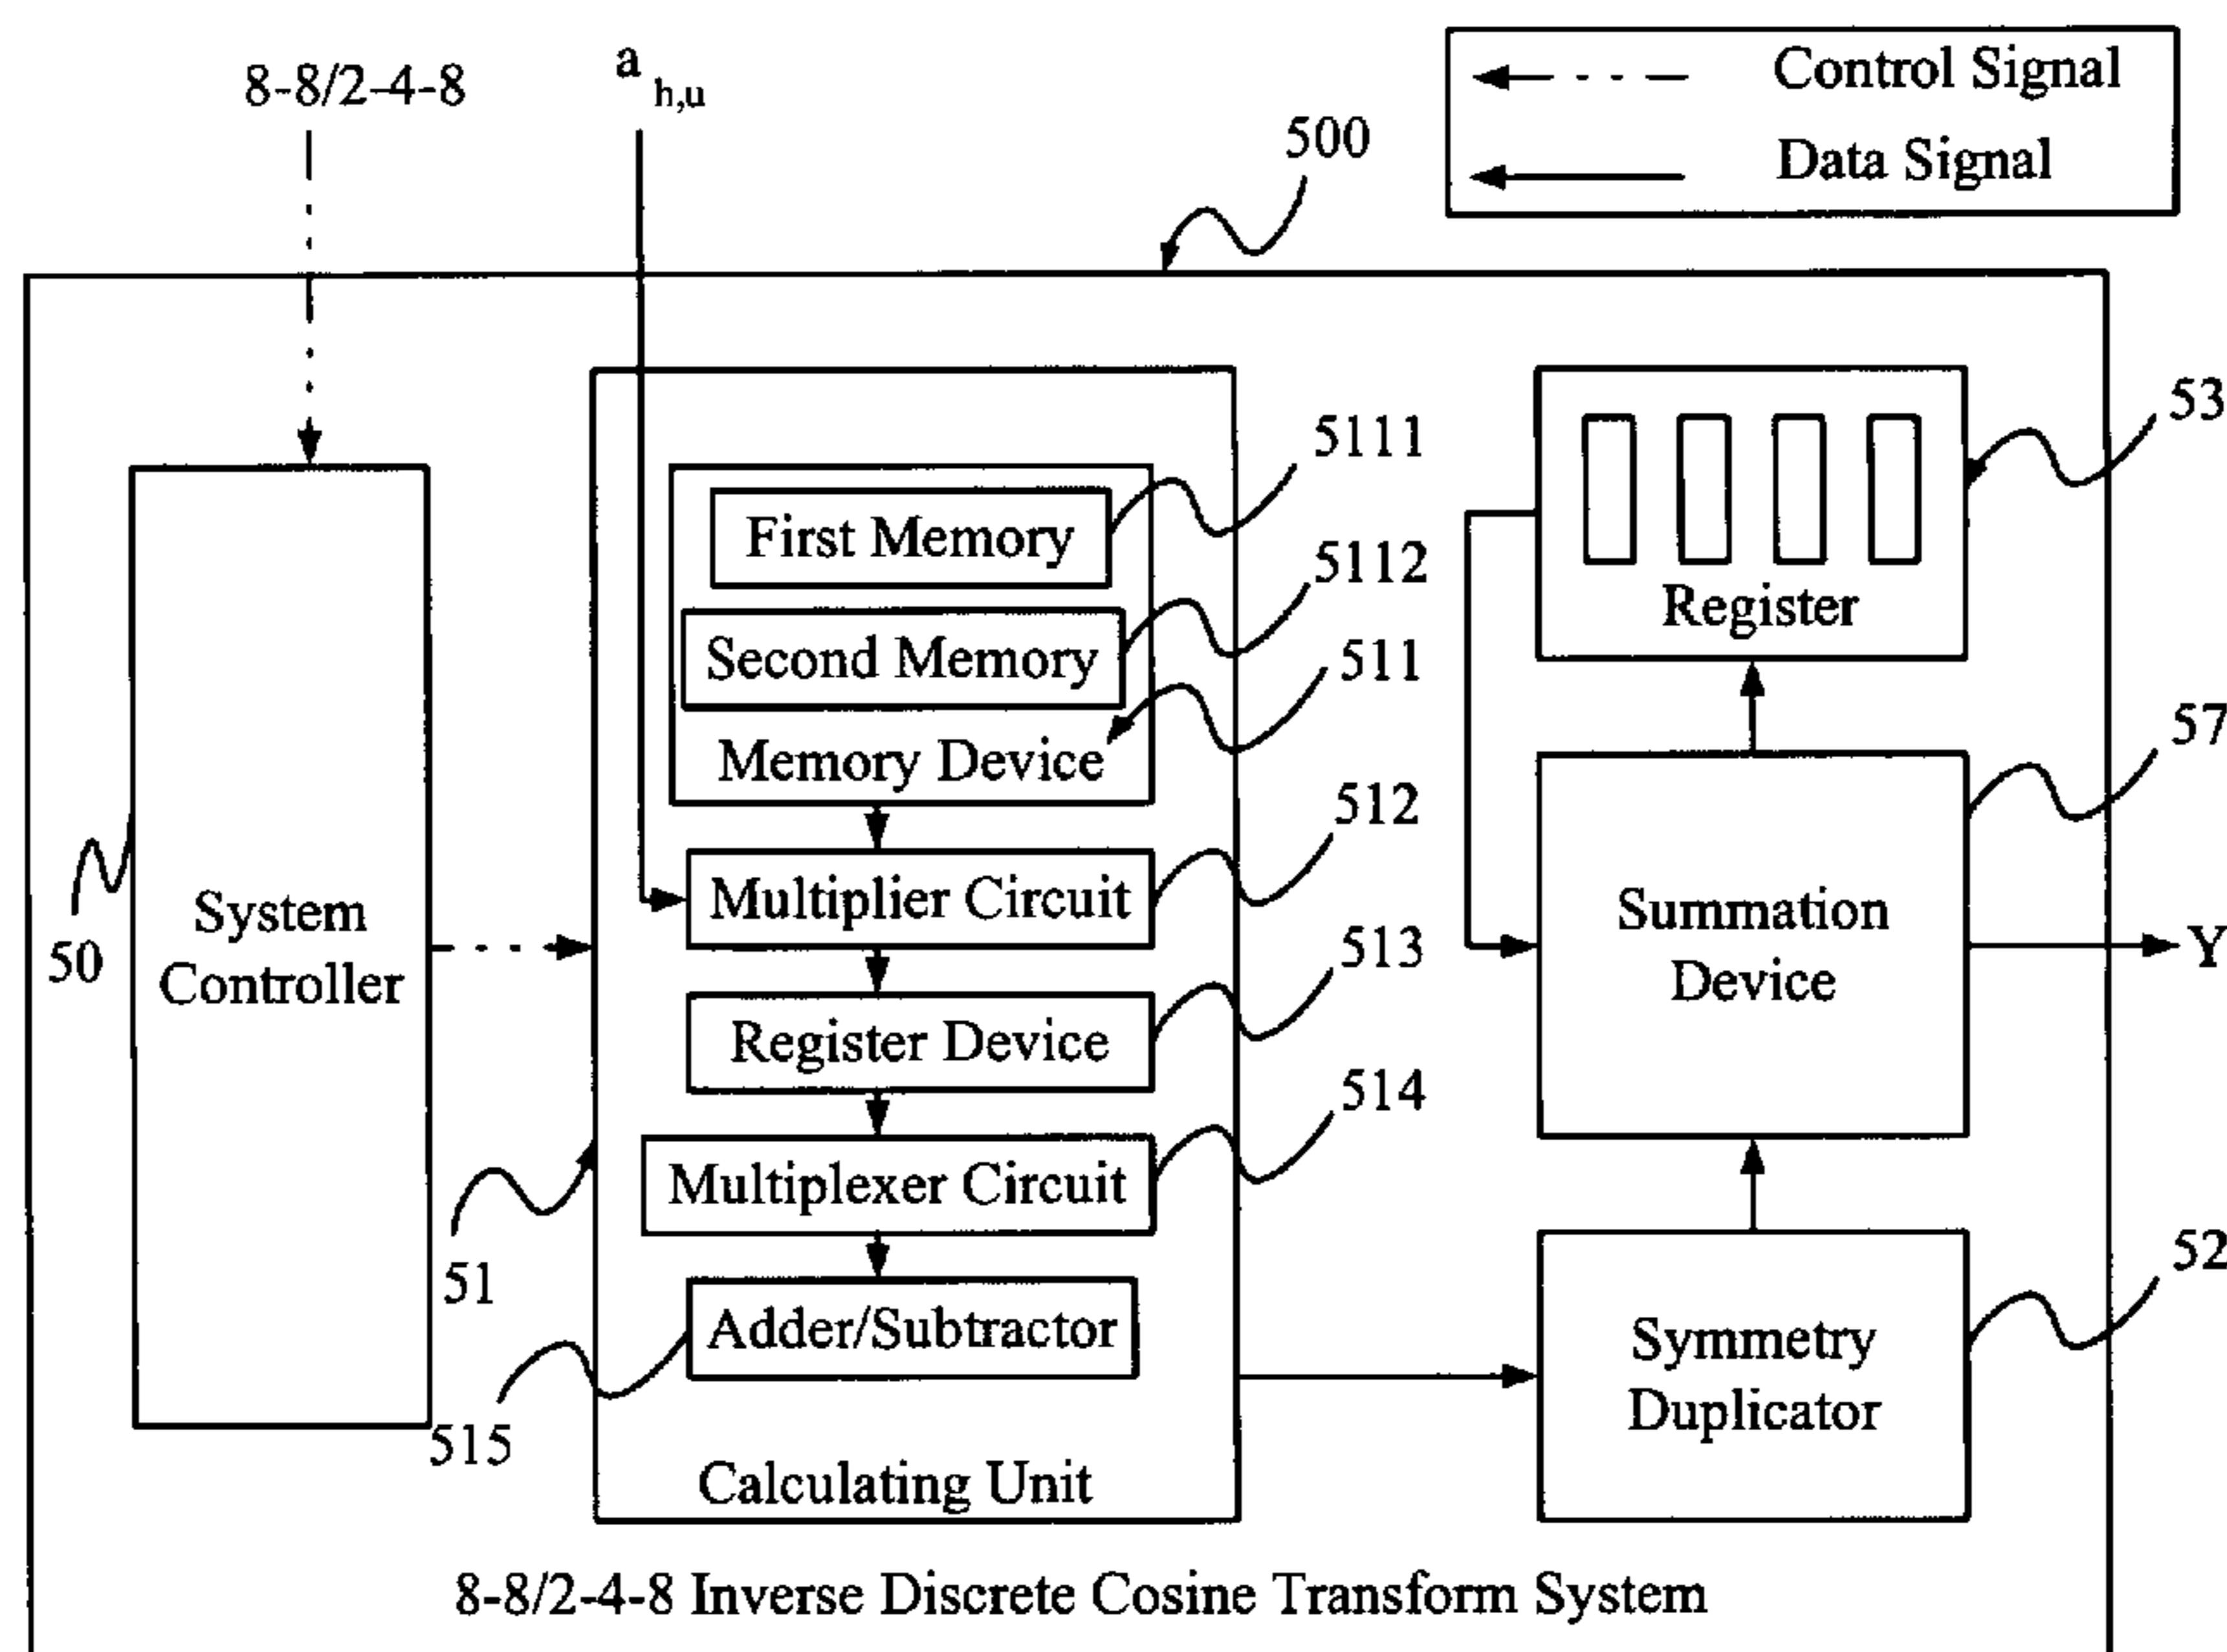 8-8/2-4-8
a h,u
Control Signal
Data Signal
500
53
5111
First Memory
5112
Second Memory
Register
511
Memory Device
57
512
Multiplier Circuit
System
Controller
50
Summation
Device
Y
513
Register Device
514
Multiplexer Circuit
51
52
Adder/Subtractor
Symmetry
Duplicator
515
Calculating Unit
8-8/2-4-8 Inverse Discrete Cosine Transform System